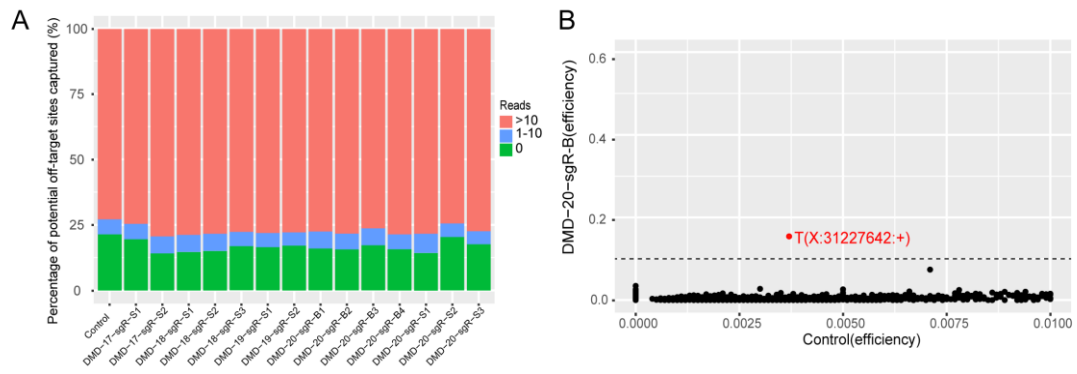 A
Percentage of potential off-target sites captured (%)
100
75
50
25
0
Control
DMD-17-sgR-S1
DMD-17-sgR-S2
DMD-18-sgR-S1
DMD-18-sgR-S2
DMD-18-sgR-S3
DMD-19-sgR-S1
DMD-19-sgR-S2
DMD-20-sgR-B1
DMD-20-sgR-B2
DMD-20-sgR-B3
DMD-20-sgR-B4
DMD-20-sgR-S1
DMD-20-sgR-S2
DMD-20-sgR-S3
Reads
>10
1-10
0
B
DMD-20-sgR-B(efficiency)
0.6
0.4
0.2
0.0
T(X:31227642:+)
0.0000
0.0025
0.0050
0.0075
0.0100
Control(efficiency)